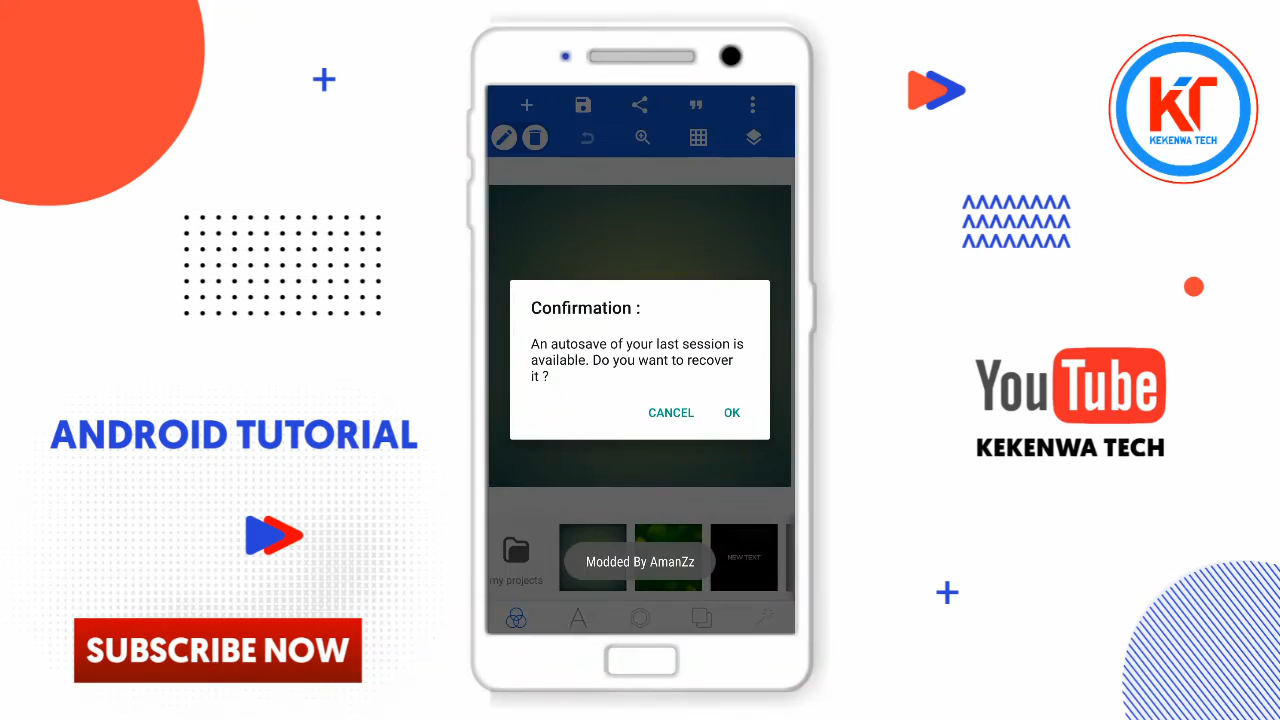 KT
KEKENWA TECH
Confirmation :
An autosave of your last session is
available. Do you want to recover
it ?
CANCEL
OK
my projects
NEW TEXT
Modded By AmanZz
A
ANDROID TUTORIAL
SUBSCRIBE NOW
YouTube
KEKENWA TECH